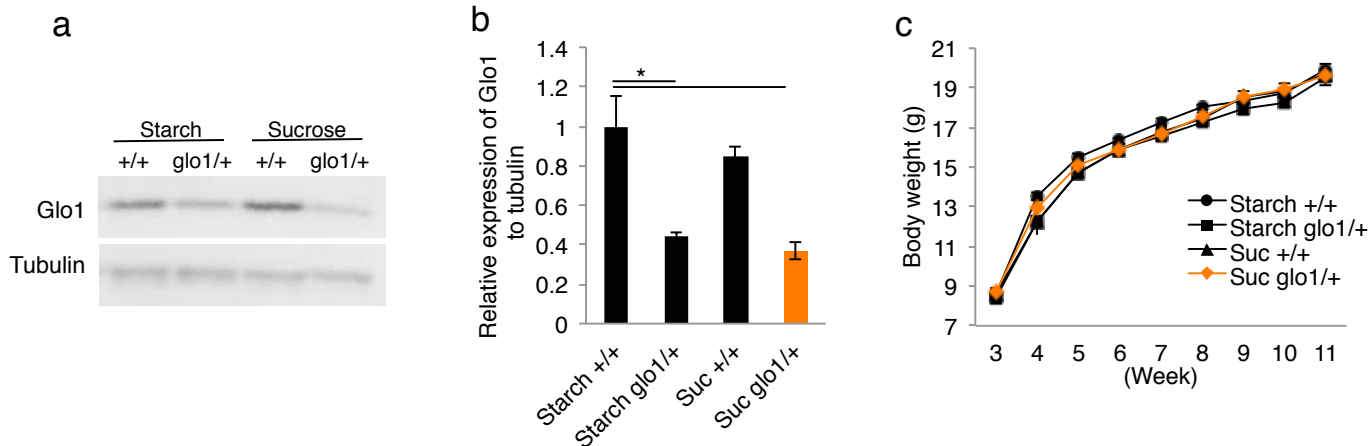 a
Starch Sucrose
+/+ glo1/+ +/+ glo1/+
Glo1
Tubulin
b
Relative expression of Glo1
to tubulin
1.4
1.2
1
0.8
0.6
0.4
0.2
0
*
Starch +/+
Starch glo1/+
Suc +/+
Suc glo1/+
c
Body weight (g)
21
19
17
15
13
11
9
7
3 4 5 6 7 8 9 10 11
(Week)
Starch +/+
Starch glo1/+
Suc +/+
Suc glo1/+